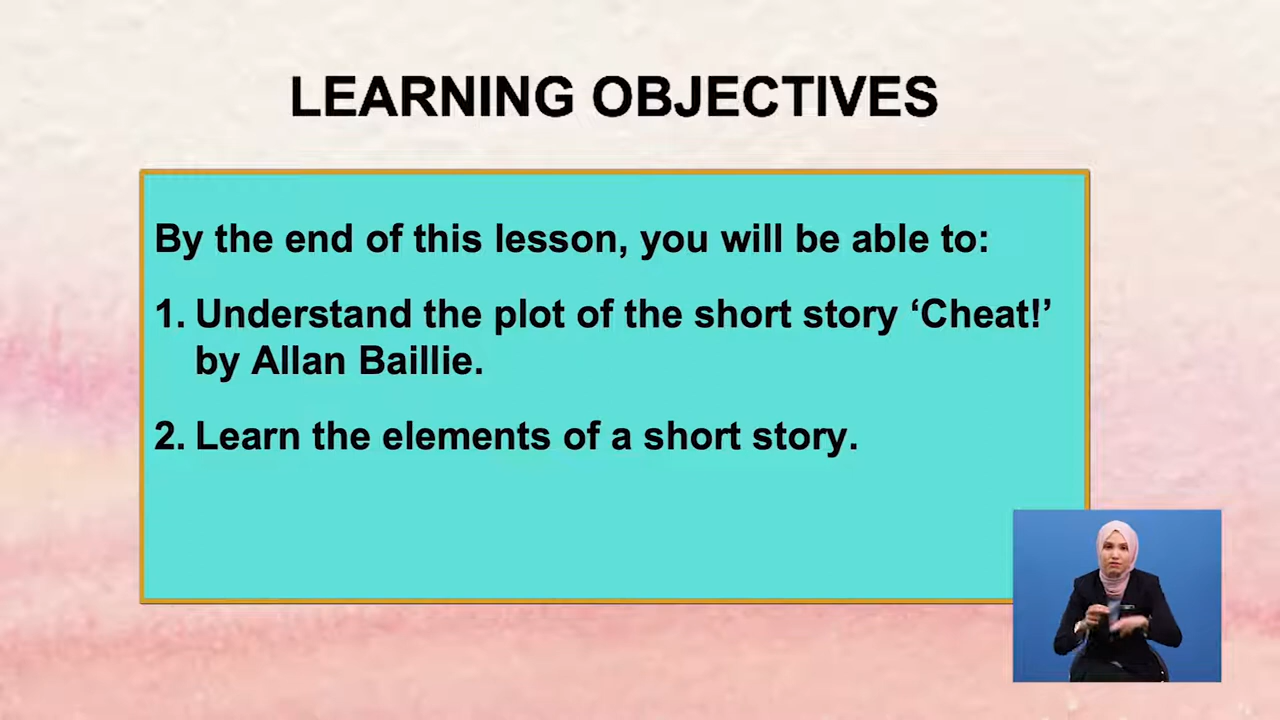 LEARNING OBJECTIVES
By the end of this lesson, you will be able to:
1. Understand the plot of the short story ‘Cheat!’
by Allan Baillie.
2. Learn the elements of a short story.